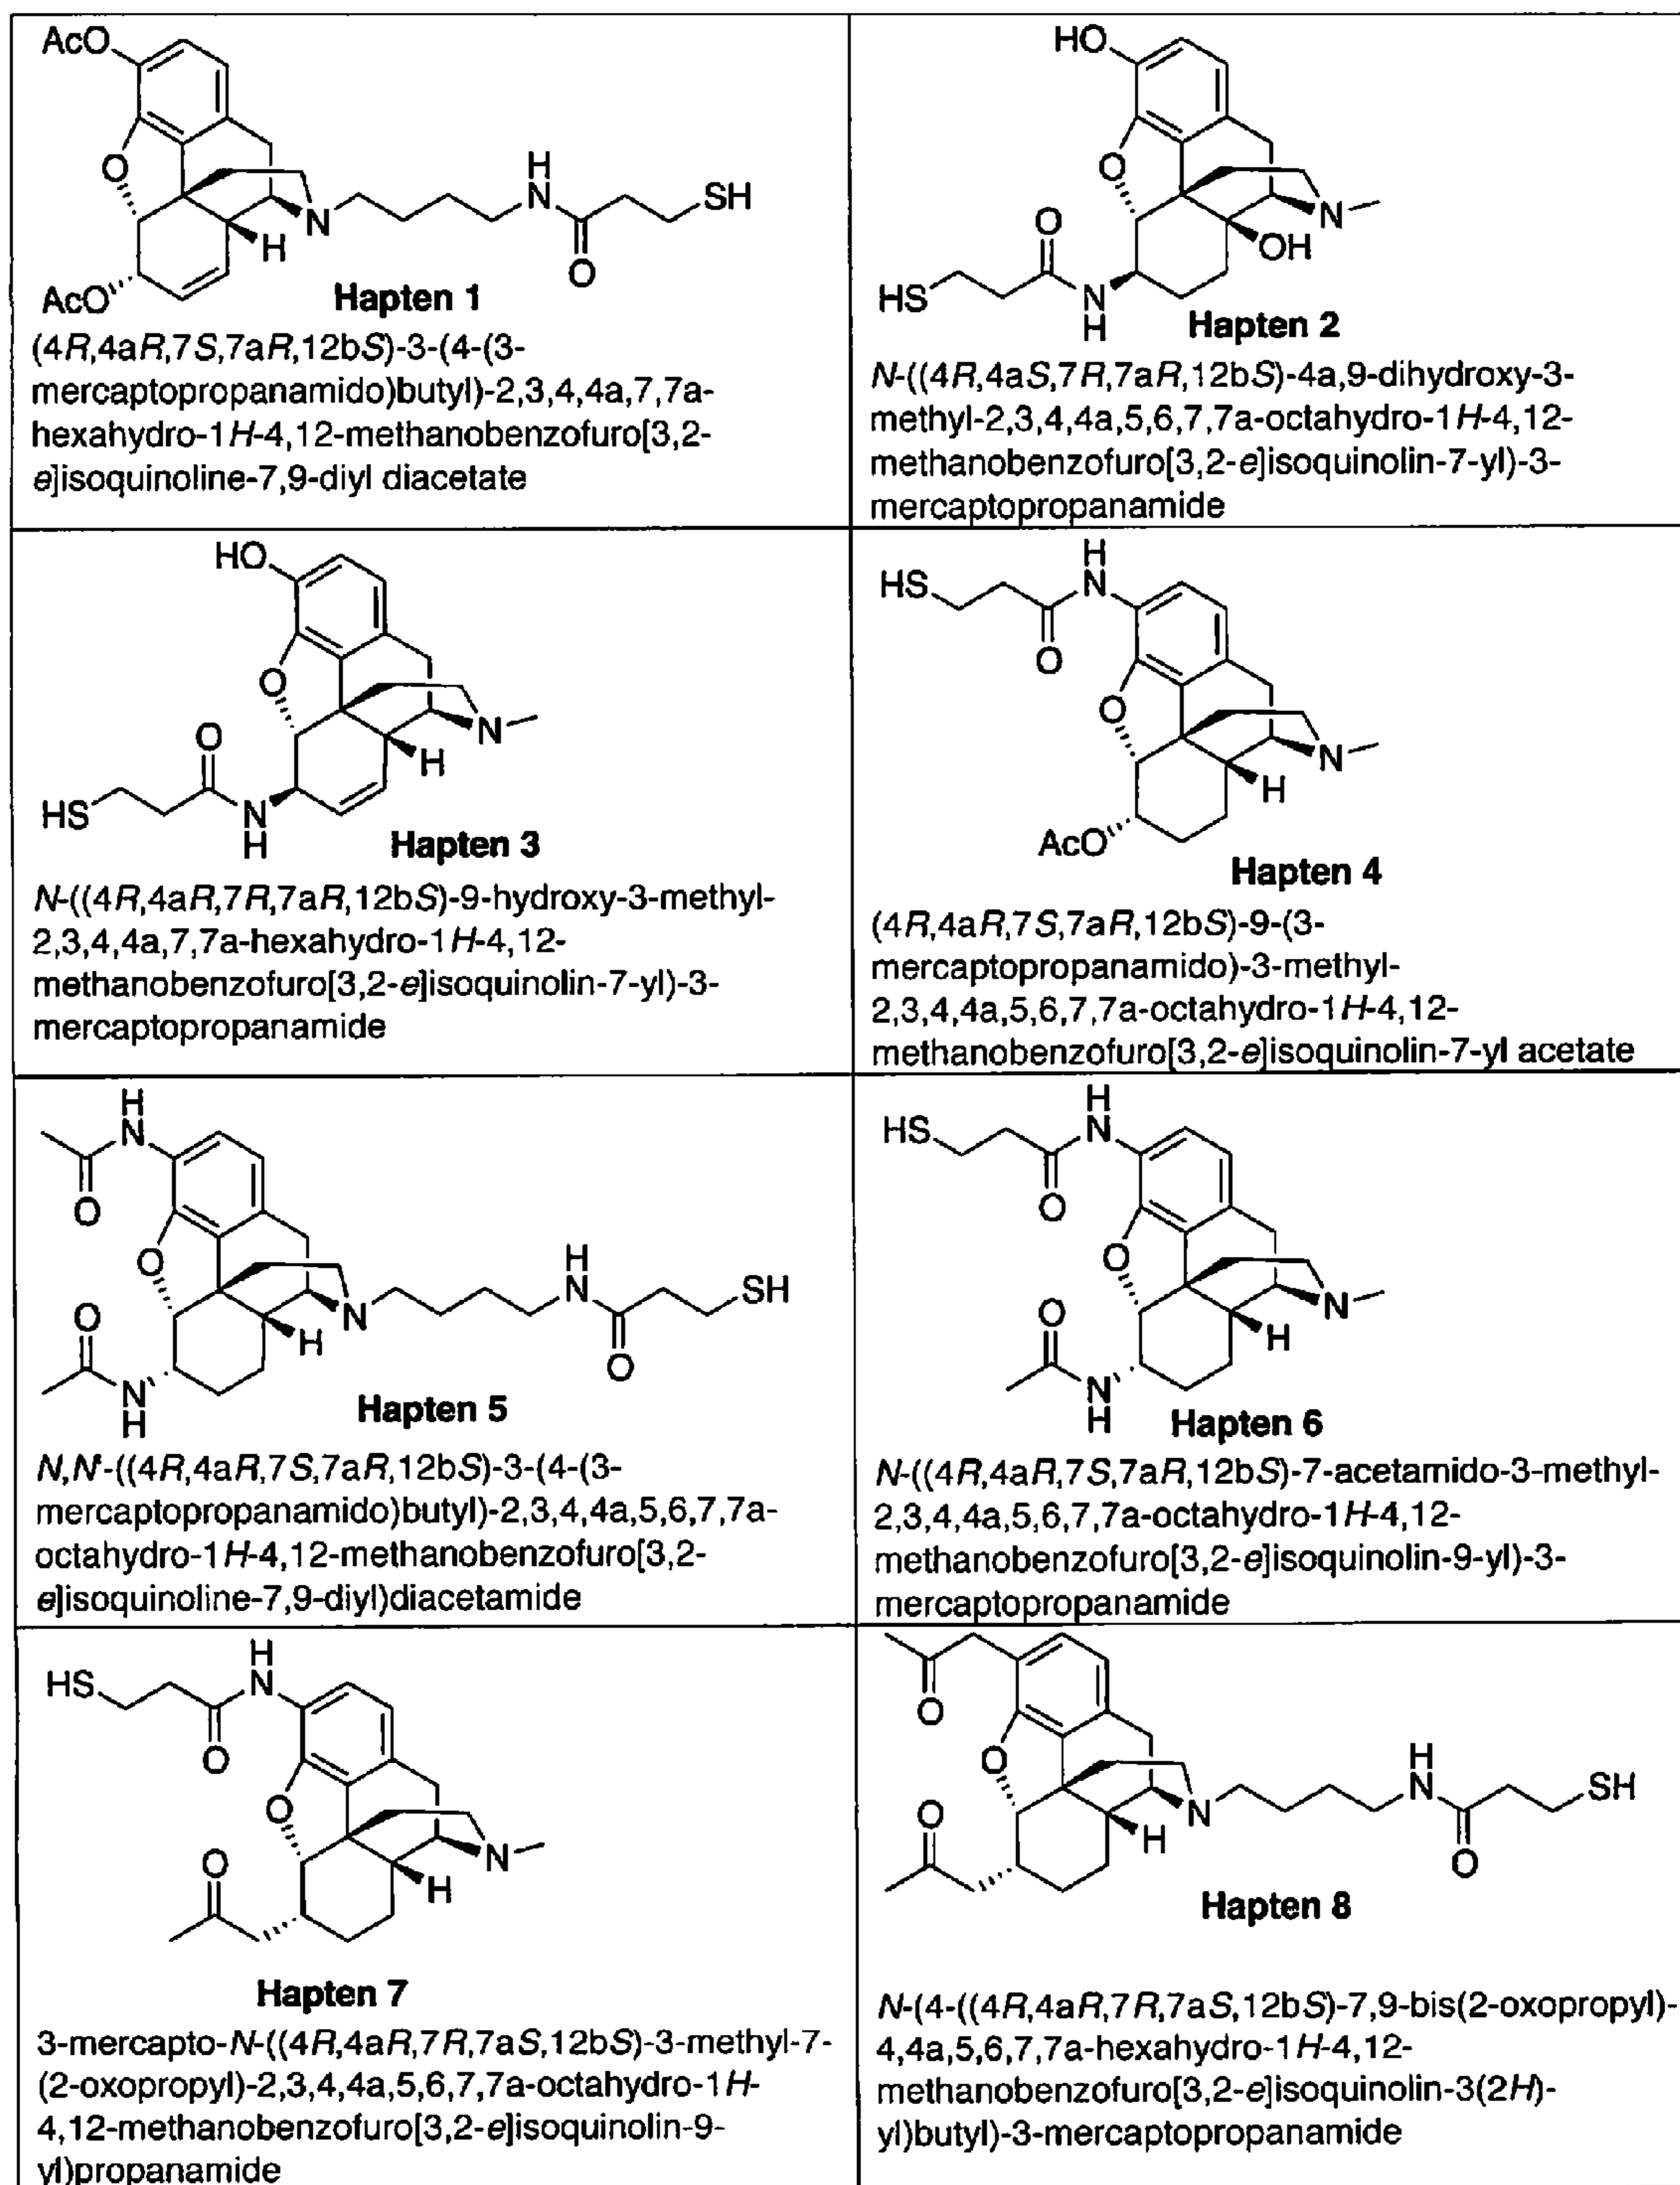 AcO
O
AcO
H
N
H
N
O
SH
Hapten 1
(4R,4aR,7S,7aR,12bS)-3-(4-(3-
mercaptopropanamido)butyl)-2,3,4,4a,7,7a-
hexahydro-1H-4,12-methanobenzofuro[3,2-
e]isoquinoline-7,9-diyl diacetate
HO
O
O
N
OH
HS
N
H
Hapten 2
N-((4R,4aS,7R,7aR,12bS)-4a,9-dihydroxy-3-
methyl-2,3,4,4a,5,6,7,7a-octahydro-1H-4,12-
methanobenzofuro[3,2-e]isoquinolin-7-yl)-3-
mercaptopropanamide
HO
O
O
N
H
HS
N
H
Hapten 3
N-((4R,4aR,7R,7aR,12bS)-9-hydroxy-3-methyl-
2,3,4,4a,7,7a-hexahydro-1H-4,12-
methanobenzofuro[3,2-e]isoquinolin-7-yl)-3-
mercaptopropanamide
H
HS
N
O
O
N
H
AcO
Hapten 4
(4R,4aR,7S,7aR,12bS)-9-(3-
mercaptopropanamido)-3-methyl-
2,3,4,4a,5,6,7,7a-octahydro-1H-4,12-
methanobenzofuro[3,2-e]isoquinolin-7-yl acetate
H
N
O
O
H
N
SH
O
N
H
O
N
H
Hapten 5
N,N'-((4R,4aR,7S,7aR,12bS)-3-(4-(3-
mercaptopropanamido)butyl)-2,3,4,4a,5,6,7,7a-
octahydro-1H-4,12-methanobenzofuro[3,2-
e]isoquinoline-7,9-diyl)diacetamide
H
HS
N
O
O
O
N
H
N
H
Hapten 6
N-((4R,4aR,7S,7aR,12bS)-7-acetamido-3-methyl-
2,3,4,4a,5,6,7,7a-octahydro-1H-4,12-
methanobenzofuro[3,2-e]isoquinolin-9-yl)-3-
mercaptopropanamide
H
HS
N
O
O
O
N
H
Hapten 7
3-mercapto-N-((4R,4aR,7R,7aS,12bS)-3-methyl-7-
(2-oxopropyl)-2,3,4,4a,5,6,7,7a-octahydro-1H-
4,12-methanobenzofuro[3,2-e]isoquinolin-9-
yl)propanamide
O
O
H
N
SH
O
N
H
O
Hapten 8
N-(4-((4R,4aR,7R,7aS,12bS)-7,9-bis(2-oxopropyl)-
4,4a,5,6,7,7a-hexahydro-1H-4,12-
methanobenzofuro[3,2-e]isoquinolin-3(2H)-
yl)butyl)-3-mercaptopropanamide